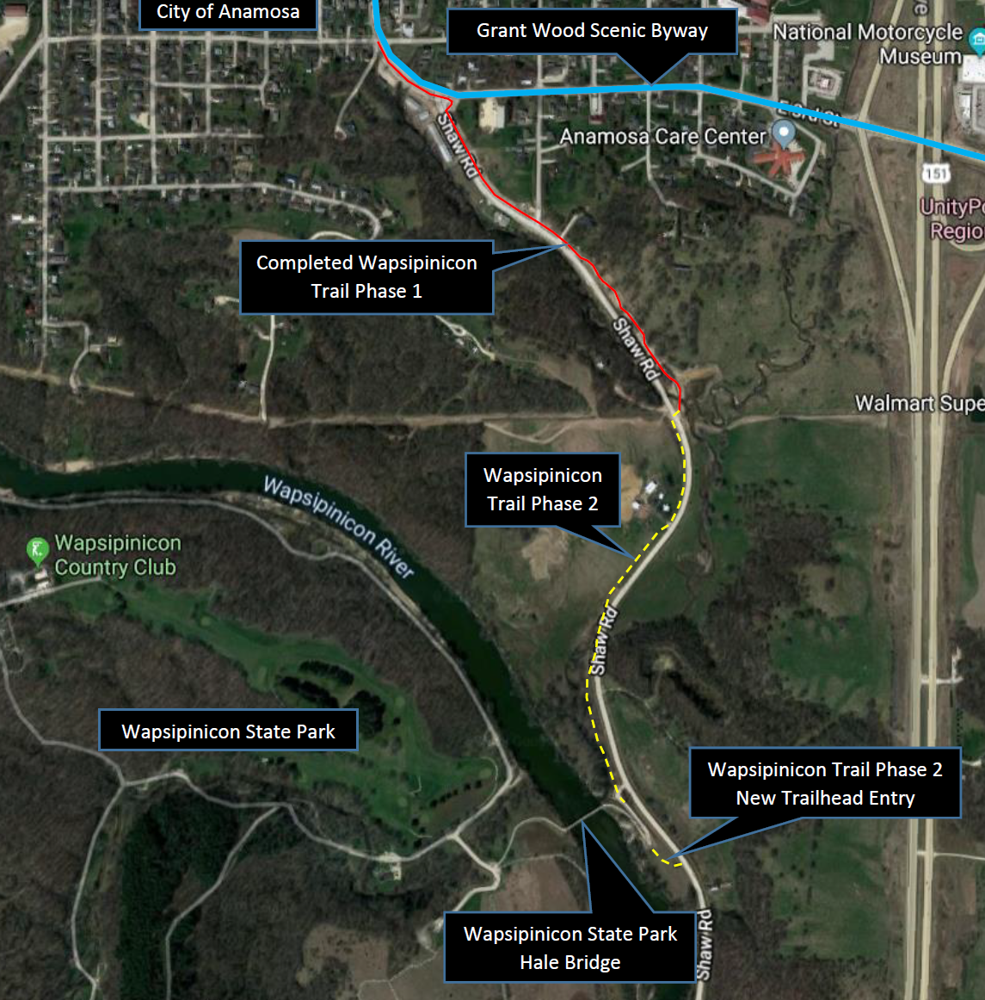 City of Anamosa
Grant Wood Scenic Byway
National Motorcycle
Museum
E 3rd St
Shaw Rd
Anamosa Care Center
151
UnityPo
Regio
Completed Wapsipinicon
Trail Phase 1
Shaw Rd
Walmart Supe
Wapsipinicon
Trail Phase 2
Wapsipinicon River
Wapsipinicon
Country Club
Shaw Rd
Wapsipinicon State Park
Wapsipinicon Trail Phase 2
New Trailhead Entry
Wapsipinicon State Park
Hale Bridge
Shaw Rd